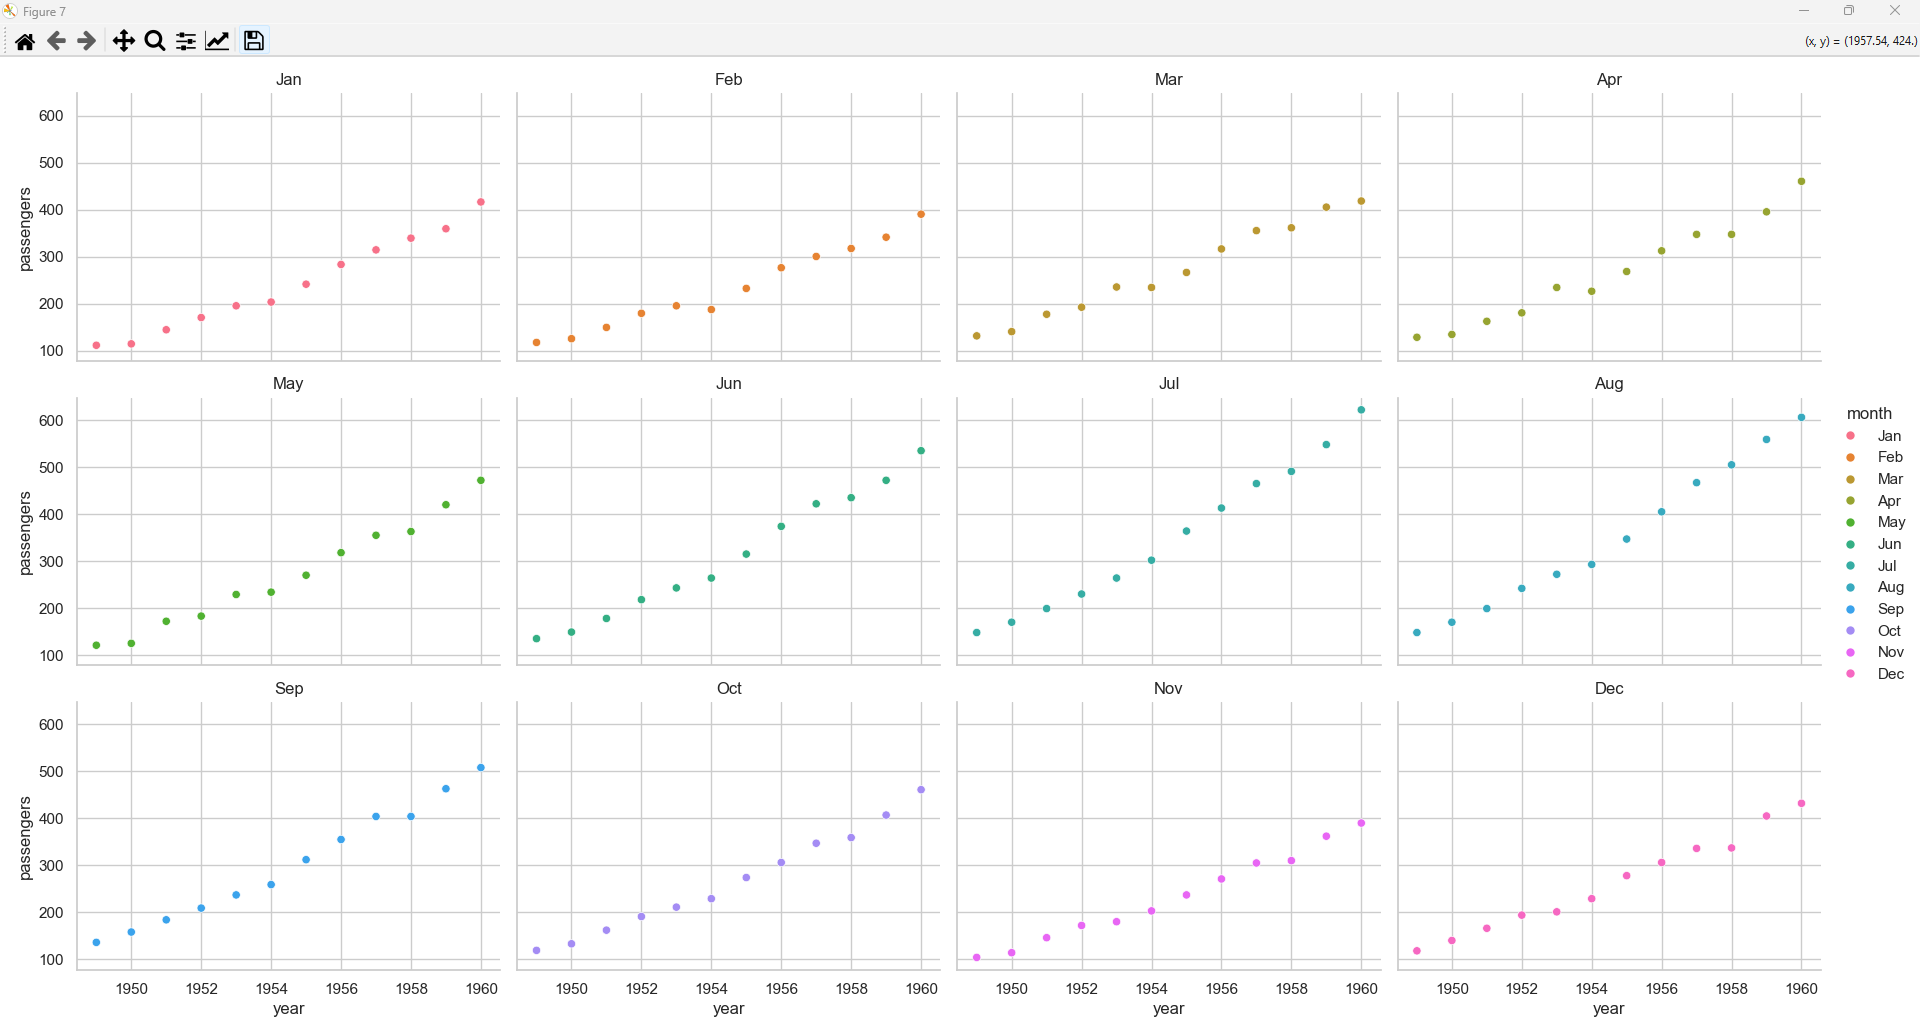 Figure 7
(x, y) = (1957.54, 424.)
Jan
Feb
Mar
Apr
600
500
400
300
200
100
passengers
May
Jun
Jul
Aug
600
500
400
300
200
100
passengers
month
Jan
Feb
Mar
Apr
May
Jun
Jul
Aug
Sep
Oct
Nov
Dec
Sep
Oct
Nov
Dec
600
500
400
300
200
100
passengers
1950 1952 1954 1956 1958 1960
1950 1952 1954 1956 1958 1960
1950 1952 1954 1956 1958 1960
1950 1952 1954 1956 1958 1960
year
year
year
year